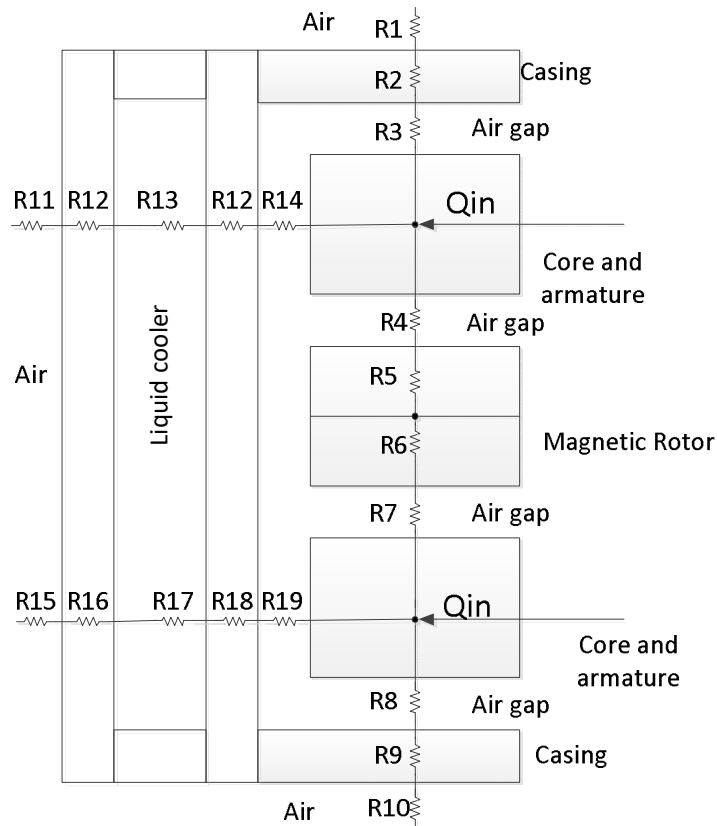 Air
R1
R2
Casing
R3
Air gap
R11
R12
R13
R12
R14
Qin
Core and
armature
R4
Air gap
Air
Liquid cooler
R5
R6
Magnetic Rotor
R7
Air gap
R15
R16
R17
R18
R19
Qin
Core and
armature
R8
Air gap
R9
Casing
Air
R10